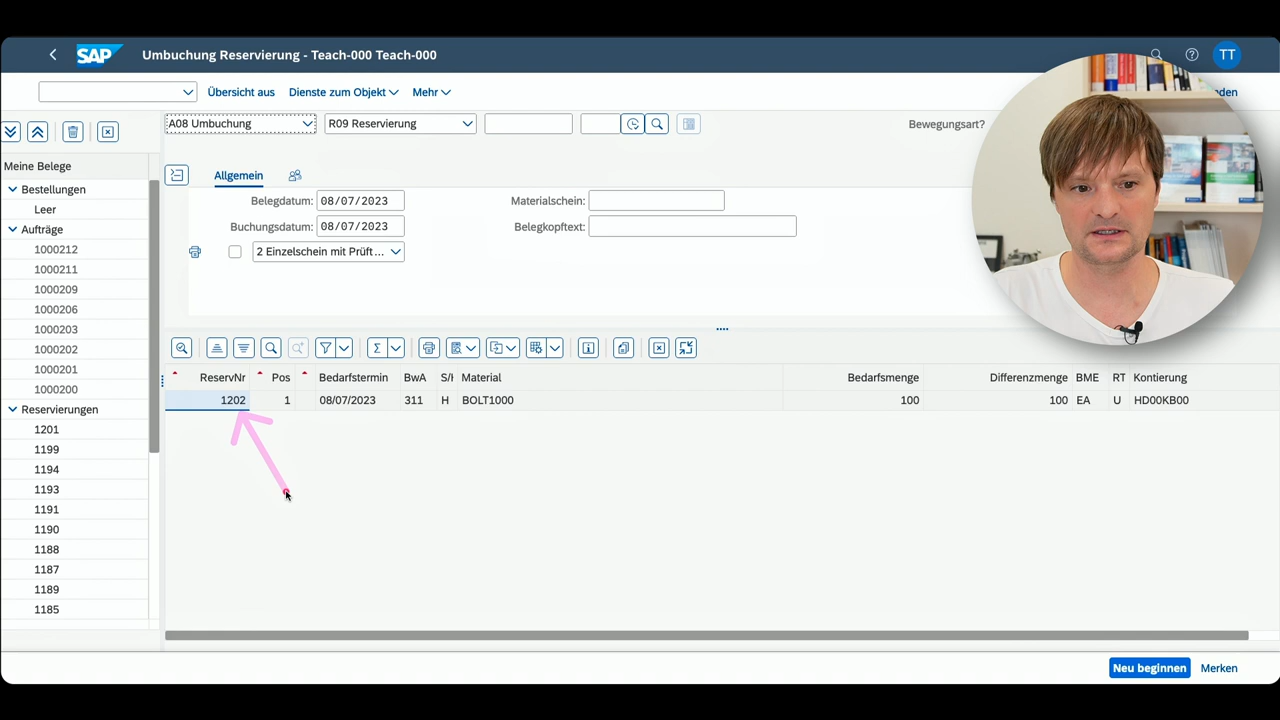 SAP Umbuchung Reservierung - Teach-000 Teach-000 TT
Übersicht aus Dienste zum Objekt Mehr
A08 Umbuchung R09 Reservierung Bewegungsart?
Meine Belege
Bestellungen
Leer
Aufträge
1000212
1000211
1000209
1000206
1000203
1000202
1000201
1000200
Reservierungen
1201
1199
1194
1193
1191
1190
1188
1187
1189
1185
Allgemein
Belegdatum: 08/07/2023 Materialschein:
Buchungsdatum: 08/07/2023 Belegkopftext:
2 Einzelschein mit Prüft...
ReservNr Pos Bedarfstermin BwA S/H Material Bedarfsmenge Differenzmenge BME RT Kontierung
1202 1 08/07/2023 311 H BOLT1000 100 100 EA U HD00KB00
Neu beginnen Merken